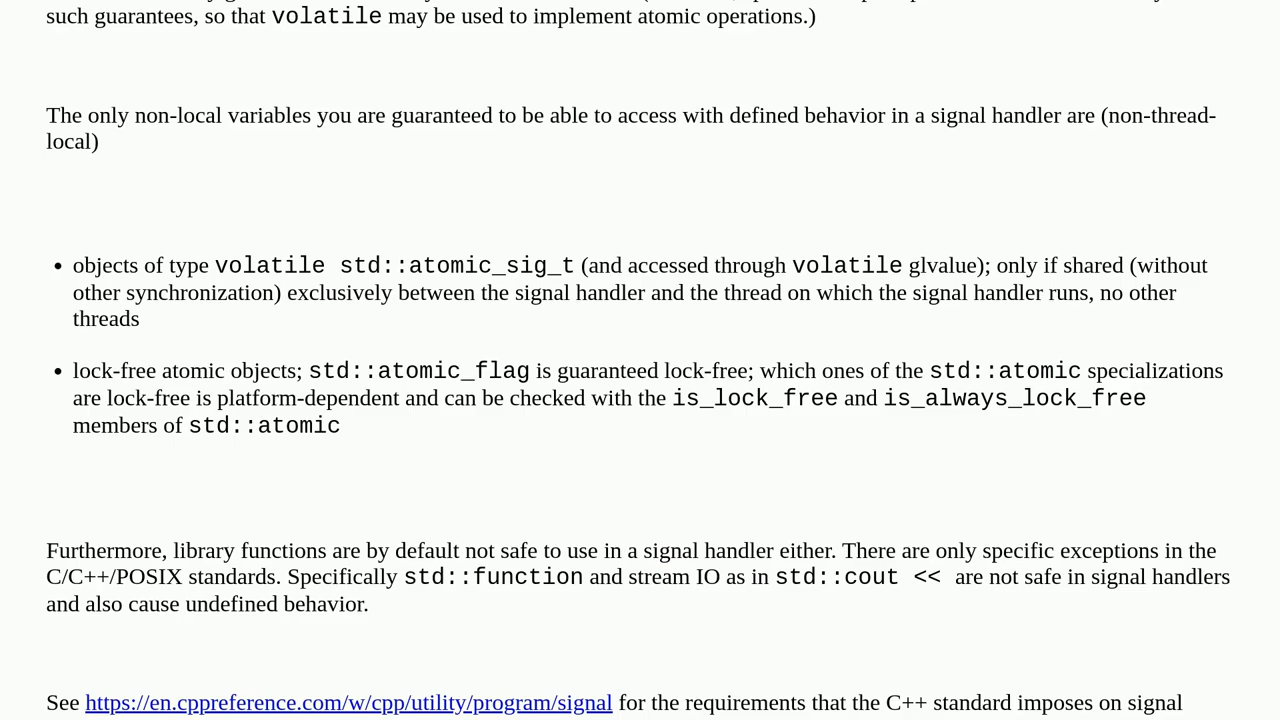 such guarantees, so that volatile may be used to implement atomic operations.)
The only non-local variables you are guaranteed to be able to access with defined behavior in a signal handler are (non-thread-
local)
• objects of type volatile std::atomic_sig_t (and accessed through volatile glvalue); only if shared (without
other synchronization) exclusively between the signal handler and the thread on which the signal handler runs, no other
threads
• lock-free atomic objects; std::atomic_flag is guaranteed lock-free; which ones of the std::atomic specializations
are lock-free is platform-dependent and can be checked with the is_lock_free and is_always_lock_free
members of std::atomic
Furthermore, library functions are by default not safe to use in a signal handler either. There are only specific exceptions in the
C/C++/POSIX standards. Specifically std::function and stream IO as in std::cout << are not safe in signal handlers
and also cause undefined behavior.
See https://en.cppreference.com/w/cpp/utility/program/signal for the requirements that the C++ standard imposes on signal